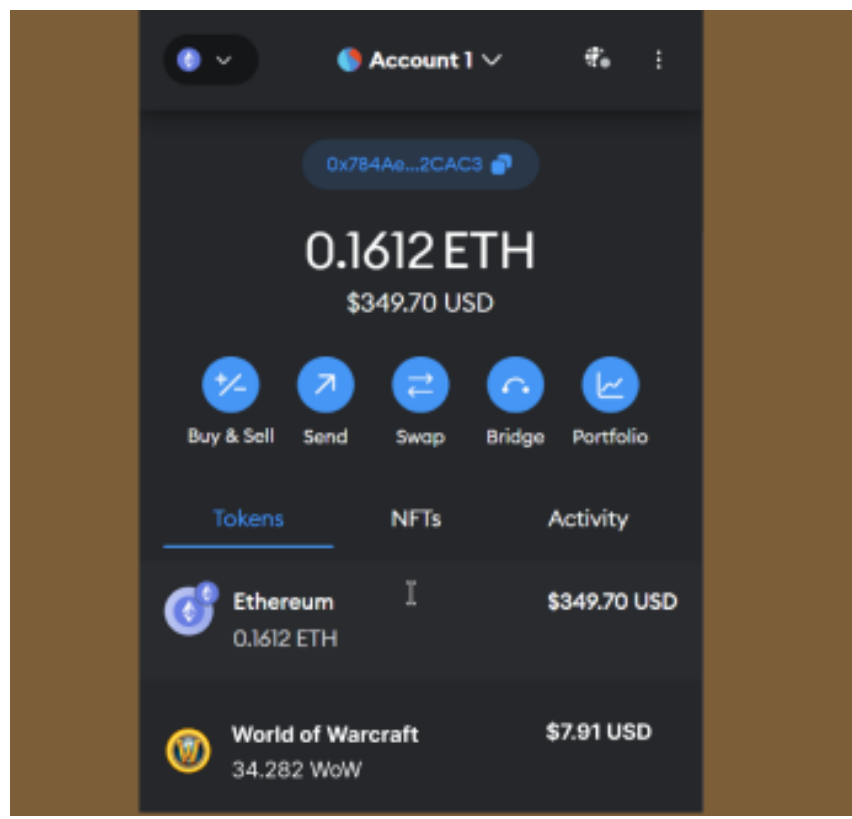 Account 1
0x784Ae...2CAC3
0.1612 ETH
$349.70 USD
Buy & Sell Send Swap Bridge Portfolio
Tokens NFTs Activity
Ethereum $349.70 USD
0.1612 ETH
World of Warcraft $7.91 USD
34.282 WoW